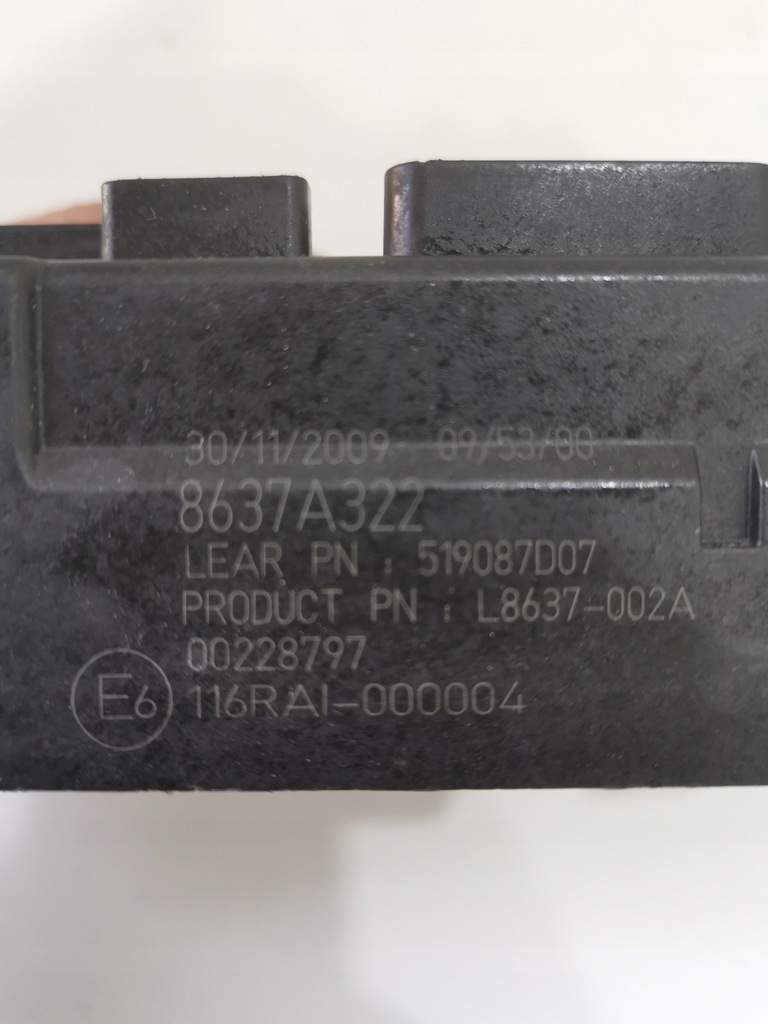 30/11/2009 09/53/00
8637A322
LEAR PN : 519087D07
PRODUCT PN : L8637-002A
00228797
E6 116RAI-000004